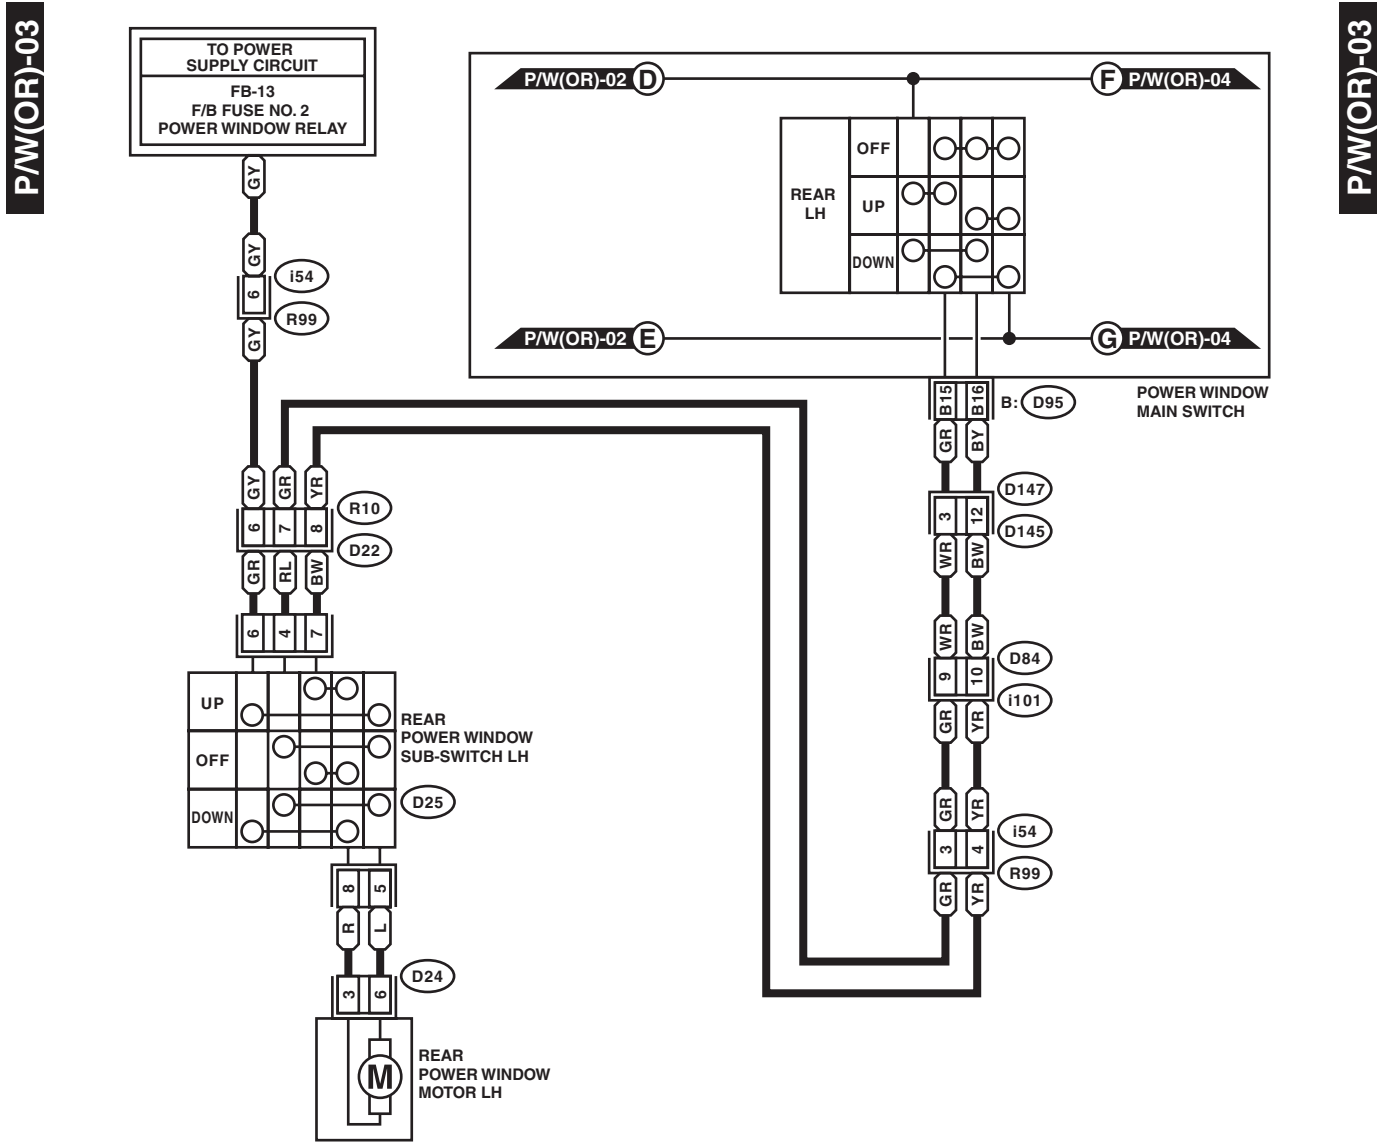 P/W(OR)-03
P/W(OR)-03
TO POWER
SUPPLY CIRCUIT
FB-13
F/B FUSE NO. 2
POWER WINDOW RELAY
GY
GY
6
i54
R99
GY
P/W(OR)-02 D
F P/W(OR)-04
REAR
LH
OFF
UP
DOWN
P/W(OR)-02 E
G P/W(OR)-04
POWER WINDOW
MAIN SWITCH
B15 B16
B: D95
GR BY
D147
3 12
D145
WR BW
WR BW
D84
9 10
i101
GR YR
GR YR
i54
3 4
R99
GR YR
GY GR YR
R10
6 7 8
D22
GR RL BW
6 4 7
UP
OFF
DOWN
REAR
POWER WINDOW
SUB-SWITCH LH
D25
8 5
R L
D24
3 6
M
REAR
POWER WINDOW
MOTOR LH